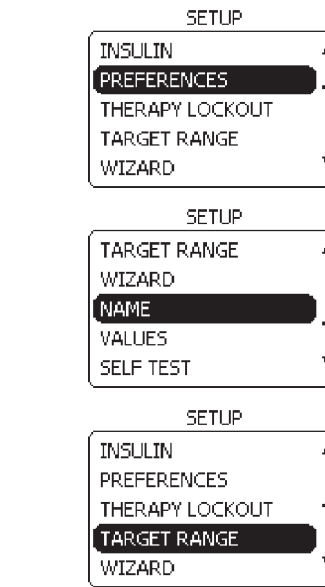 SETUP
INSULIN
PREFERENCES
THERAPY LOCKOUT
TARGET RANGE
WIZARD
SETUP
TARGET RANGE
WIZARD
NAME
VALUES
SELF TEST
SETUP
INSULIN
PREFERENCES
THERAPY LOCKOUT
TARGET RANGE
WIZARD